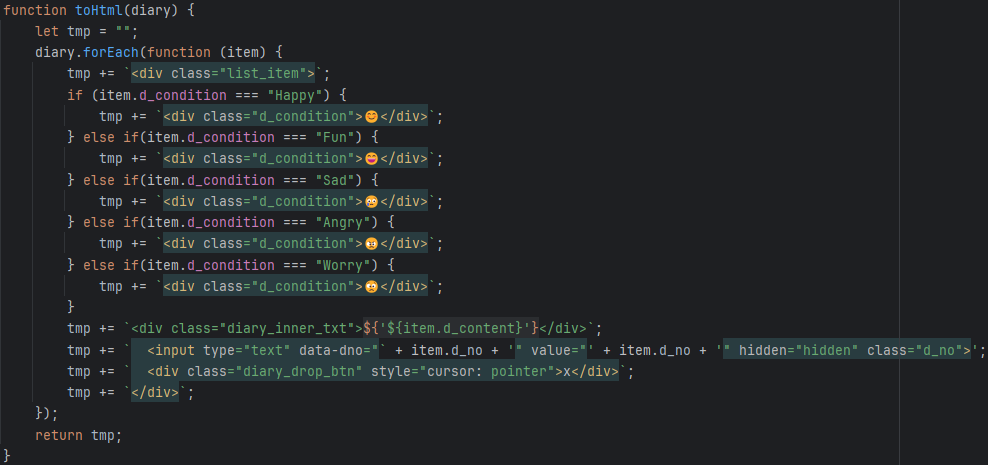 function toHtml(diary) {
    let tmp = "";
    diary.forEach(function (item) {
        tmp += `<div class="list_item">`;
        if (item.d_condition === "Happy") {
            tmp += `<div class="d_condition">😊</div>`;
        } else if(item.d_condition === "Fun") {
            tmp += `<div class="d_condition">😄</div>`;
        } else if(item.d_condition === "Sad") {
            tmp += `<div class="d_condition">😨</div>`;
        } else if(item.d_condition === "Angry") {
            tmp += `<div class="d_condition">😨</div>`;
        } else if(item.d_condition === "Worry") {
            tmp += `<div class="d_condition">😨</div>`;
        }
        tmp += `<div class="diary_inner_txt">${'${item.d_content}'}</div>`;
        tmp += `  <input type="text" data-dno="` + item.d_no + '" value="' + item.d_no + '" hidden="hidden" class="d_no">';
        tmp += `  <div class="diary_drop_btn" style="cursor: pointer">x</div>`;
        tmp += `</div>`;
    });
    return tmp;
}